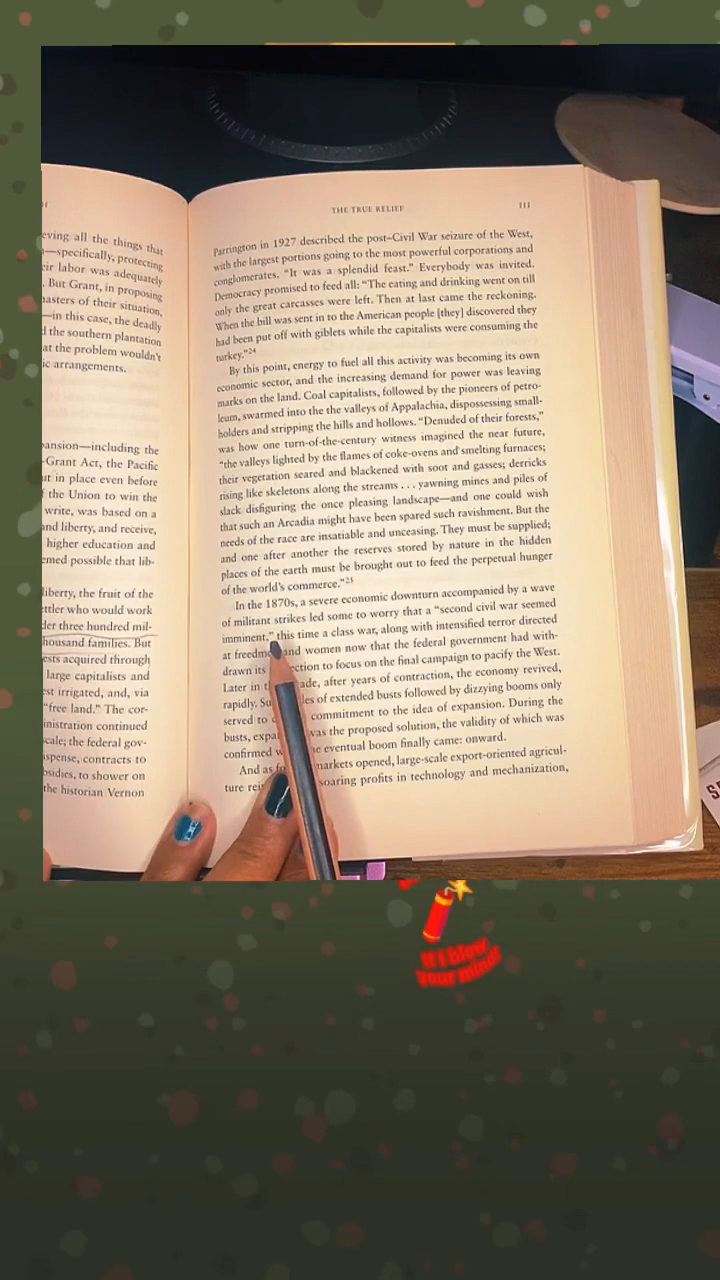 eving all the things that
—specifically, protecting
eir labor was adequately
. But Grant, in proposing
asters of their situation,
—in this case, the deadly
d the southern plantation
at the problem wouldn't
ic arrangements.
ansion—including the
-Grant Act, the Pacific
ut in place even before
f the Union to win the
write, was based on a
and liberty, and receive,
higher education and
emed possible that lib-
liberty, the fruit of the
ettler who would work
der three hundred mil-
housand families. But
ests acquired through
large capitalists and
est irrigated, and, via
"free land." The cor-
inistration continued
cale; the federal gov-
spense, contracts to
bsidies, to shower on
the historian Vernon
THE TRUE RELIEF 111
Parrington in 1927 described the post–Civil War seizure of the West,
with the largest portions going to the most powerful corporations and
conglomerates. "It was a splendid feast." Everybody was invited.
Democracy promised to feed all: "The eating and drinking went on till
only the great carcasses were left. Then at last came the reckoning.
When the bill was sent in to the American people [they] discovered they
had been put off with giblets while the capitalists were consuming the
turkey."24
By this point, energy to fuel all this activity was becoming its own
economic sector, and the increasing demand for power was leaving
marks on the land. Coal capitalists, followed by the pioneers of petro-
leum, swarmed into the the valleys of Appalachia, dispossessing small-
holders and stripping the hills and hollows. "Denuded of their forests,"
was how one turn-of-the-century witness imagined the near future,
"the valleys lighted by the flames of coke-ovens and smelting furnaces;
their vegetation seared and blackened with soot and gasses; derricks
rising like skeletons along the streams . . . yawning mines and piles of
slack disfiguring the once pleasing landscape—and one could wish
that such an Arcadia might have been spared such ravishment. But the
needs of the race are insatiable and unceasing. They must be supplied;
and one after another the reserves stored by nature in the hidden
places of the earth must be brought out to feed the perpetual hunger
of the world's commerce."25
In the 1870s, a severe economic downturn accompanied by a wave
of militant strikes led some to worry that a "second civil war seemed
imminent," this time a class war, along with intensified terror directed
at freedme and women now that the federal government had with-
drawn its ection to focus on the final campaign to pacify the West.
Later in t ade, after years of contraction, the economy revived,
rapidly. Su les of extended busts followed by dizzying booms only
served to commitment to the idea of expansion. During the
busts, expa was the proposed solution, the validity of which was
confirmed w e eventual boom finally came: onward.
And as fo markets opened, large-scale export-oriented agricul-
ture rei soaring profits in technology and mechanization,
If I blew
your mind!